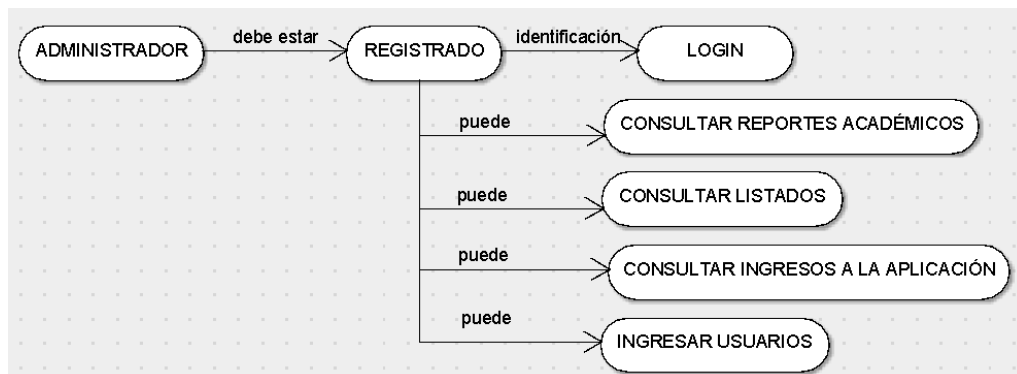 ADMINISTRADOR debe estar REGISTRADO identificación LOGIN
puede CONSULTAR REPORTES ACADÉMICOS
puede CONSULTAR LISTADOS
puede CONSULTAR INGRESOS A LA APLICACIÓN
puede INGRESAR USUARIOS